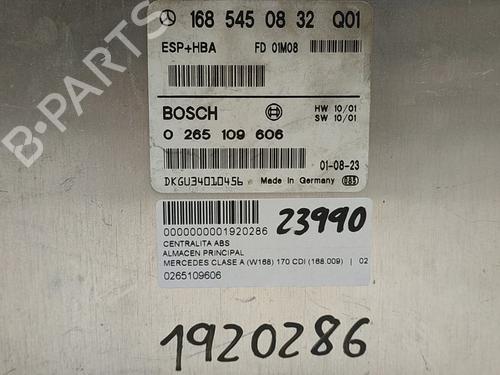 168 545 08 32 Q01
ESP+HBA FD 01M08
BOSCH HW 10/01
SW 10/01
0 265 109 606
01-08-23
DKGU34010456 Made in Germany
23990
0000000001920286
CENTRALITA ABS
ALMACEN PRINCIPAL
MERCEDES CLASE A (W168) 170 CDI (168.009) | 02
0265109606
1920286